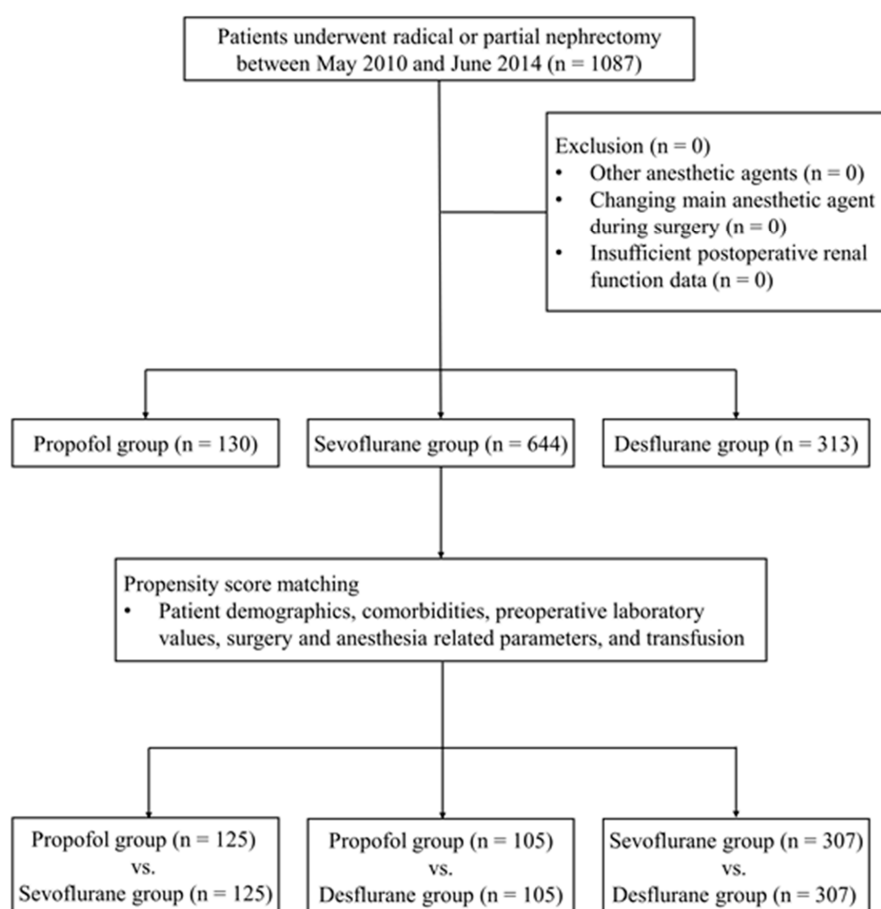 Patients underwent radical or partial nephrectomy
between May 2010 and June 2014 (n = 1087)
Exclusion (n = 0)
• Other anesthetic agents (n = 0)
• Changing main anesthetic agent
during surgery (n = 0)
• Insufficient postoperative renal
function data (n = 0)
Propofol group (n = 130)
Sevoflurane group (n = 644)
Desflurane group (n = 313)
Propensity score matching
• Patient demographics, comorbidities, preoperative laboratory
values, surgery and anesthesia related parameters, and transfusion
Propofol group (n = 125)
vs.
Sevoflurane group (n = 125)
Propofol group (n = 105)
vs.
Desflurane group (n = 105)
Sevoflurane group (n = 307)
vs.
Desflurane group (n = 307)